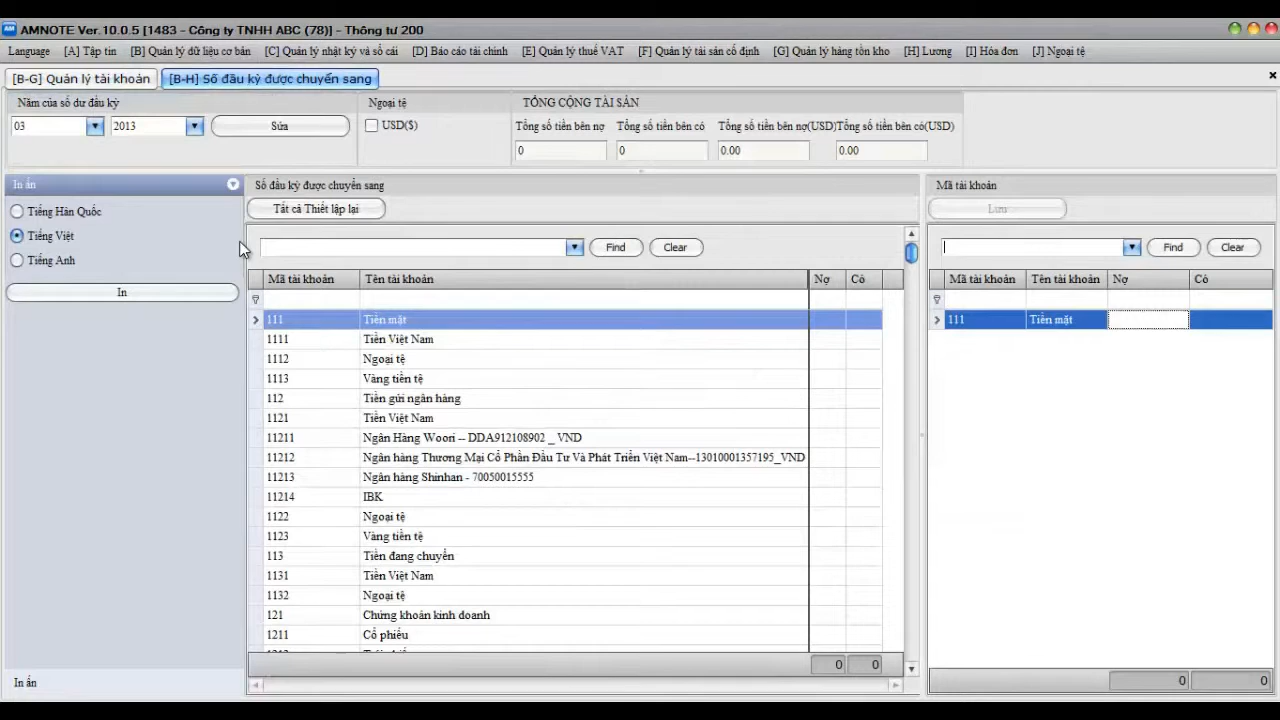 AM AMNOTE Ver.10.0.5 [1483 - Công ty TNHH ABC (78)] - Thông tư 200
Language [A] Tập tin [B] Quản lý dữ liệu cơ bản [C] Quản lý nhật ký và sổ cái [D] Báo cáo tài chính [E] Quản lý thuế VAT [F] Quản lý tài sản cố định [G] Quản lý hàng tồn kho [H] Lương [I] Hóa đơn [J] Ngoại tệ
[B-G] Quản lý tài khoản [B-H] Số đầu kỳ được chuyển sang
Năm của số dư đầu kỳ Ngoại tệ TỔNG CỘNG TÀI SẢN
03 2013 Sửa USD($) Tổng số tiền bên nợ Tổng số tiền bên có Tổng số tiền bên nợ(USD) Tổng số tiền bên có(USD)
0 0 0.00 0.00
In ấn Số đầu kỳ được chuyển sang Mã tài khoản
Tiếng Hàn Quốc Tất cả Thiết lập lại Lưu
Tiếng Việt Find Clear Find Clear
Tiếng Anh
In Mã tài khoản Tên tài khoản Nợ Có Mã tài khoản Tên tài khoản Nợ Có
111 Tiền mặt 111 Tiền mặt
1111 Tiền Việt Nam
1112 Ngoại tệ
1113 Vàng tiền tệ
112 Tiền gửi ngân hàng
1121 Tiền Việt Nam
11211 Ngân Hàng Woori -- DDA912108902 _ VND
11212 Ngân hàng Thương Mại Cổ Phần Đầu Tư Và Phát Triển Việt Nam--13010001357195_VND
11213 Ngân hàng Shinhan - 70050015555
11214 IBK
1122 Ngoại tệ
1123 Vàng tiền tệ
113 Tiền đang chuyển
1131 Tiền Việt Nam
1132 Ngoại tệ
121 Chứng khoán kinh doanh
1211 Cổ phiếu
0 0
In ấn 0 0